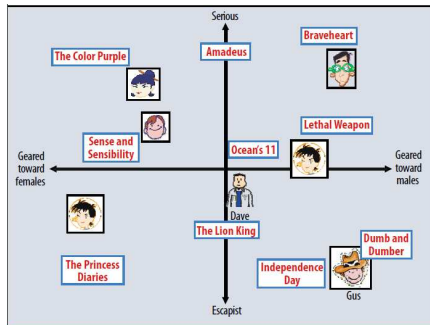 Serious
Braveheart
Amadeus
The Color Purple
Lethal Weapon
Sense and
Sensibility
Ocean's 11
Geared
toward
females
Geared
toward
males
Dave
The Lion King
Dumb and
Dumber
The Princess
Diaries
Independence
Day
Gus
Escapist